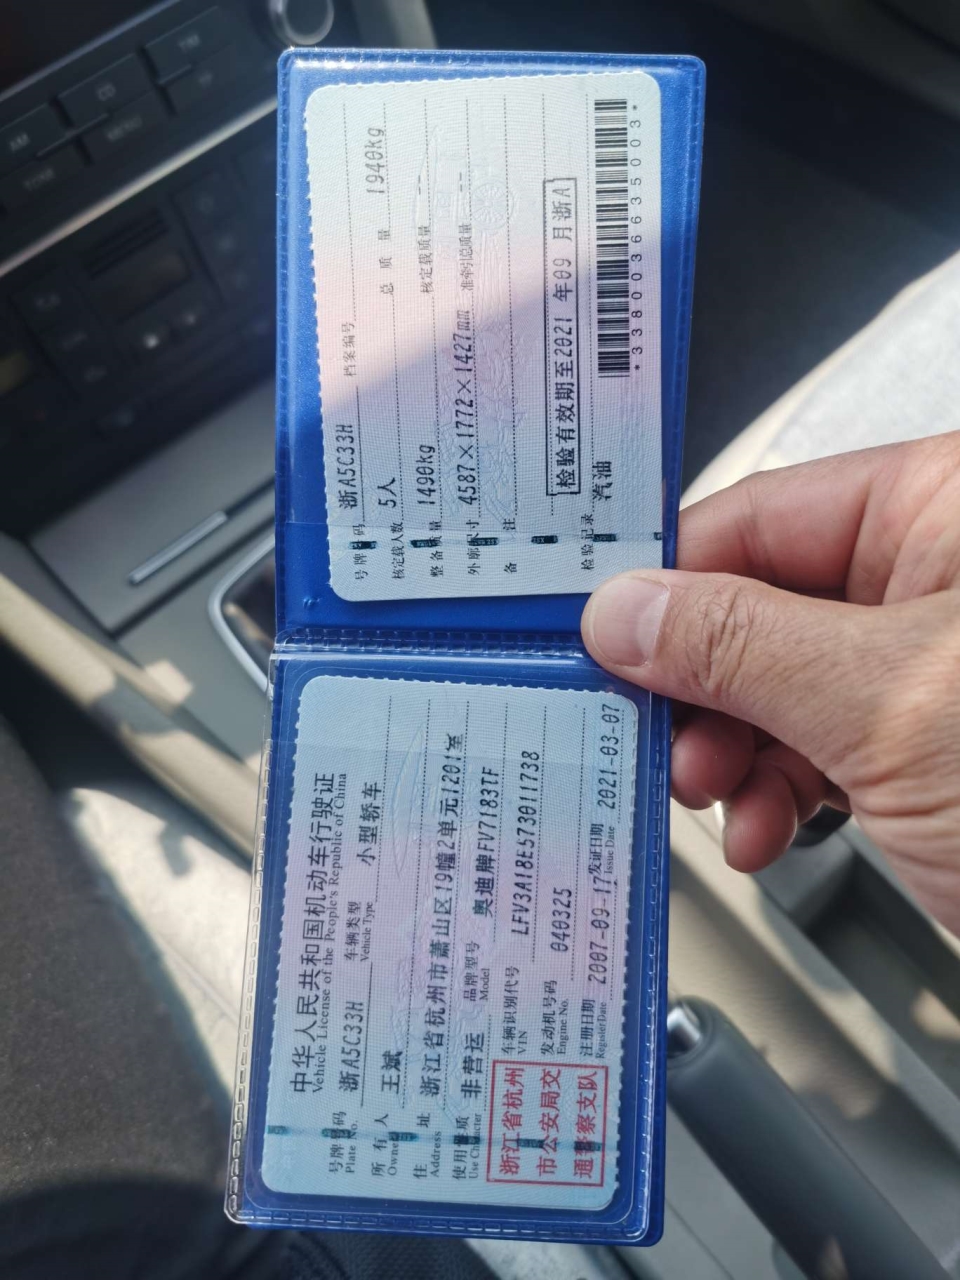 中华人民共和国机动车行驶证
Vehicle License of the People's Republic of China
号牌号码 浙A5C33H 车辆类型 小型轿车
Plate No. Vehicle Type
所有人 王斌
Owner
住址 浙江省杭州市萧山区19幢2单元1201室
Address
使用性质 非营运 品牌型号 奥迪牌FV7183TF
Use Character Model
浙江省杭州
市公安局交
通警察支队
车辆识别代号 LFV3A18E573011738
VIN
发动机号码 040325
Engine No.
注册日期 2007-09-17 发证日期 2021-03-07
Register Date Issue Date
号牌号码 浙A5C33H 档案编号
核定载人数 5人 总质量 1940kg
整备质量 1490kg 核定载质量 --
外廓尺寸 4587×1772×1427mm 准牵引总质量 --
备注
检验有效期至2021年09月浙A
检验记录 汽油
*3380036635003*
AM
CD
MENU